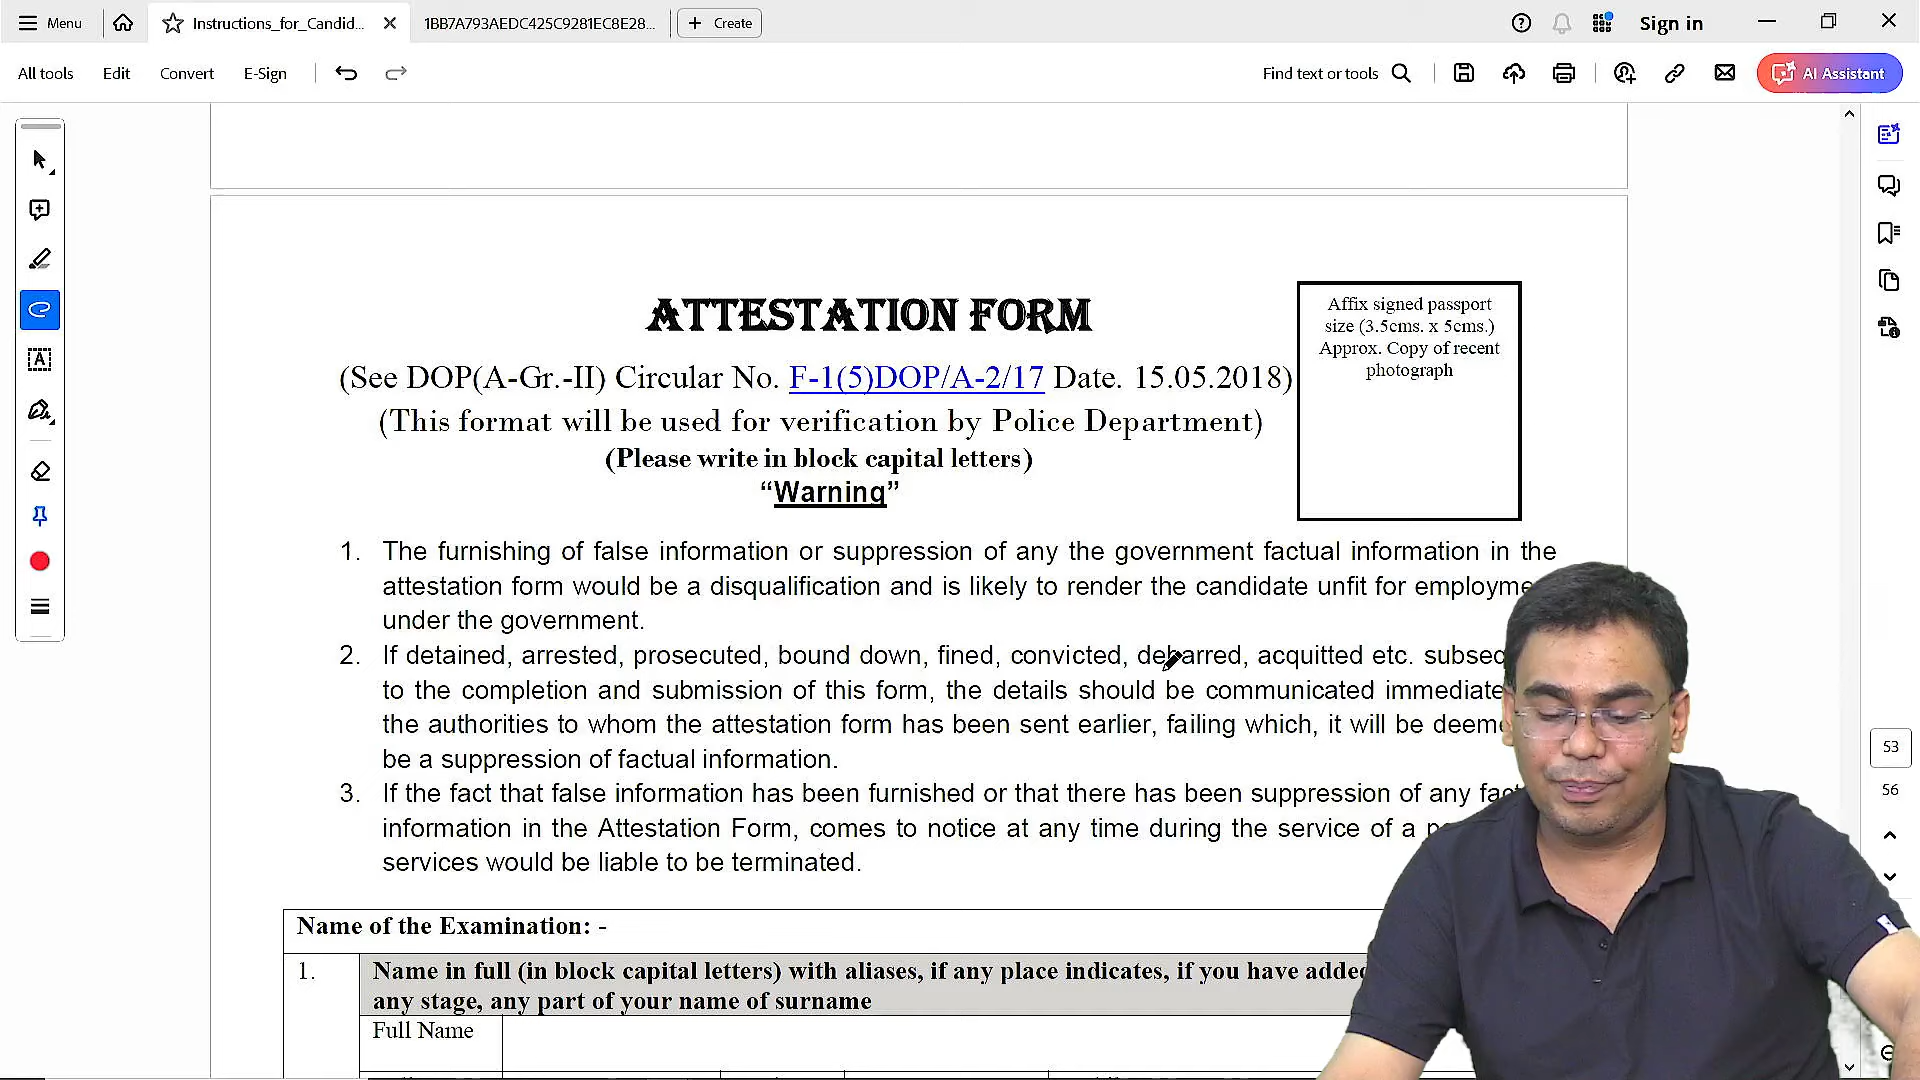 Menu
Instructions_for_Candid...
1BB7A793AEDC425C9281EC8E28...
Create
Sign in
All tools
Edit
Convert
E-Sign
Find text or tools
AI Assistant
ATTESTATION FORM
Affix signed passport
size (3.5cms. x 5cms.)
Approx. Copy of recent
photograph
(See DOP(A-Gr.-II) Circular No. F-1(5)DOP/A-2/17 Date. 15.05.2018)
(This format will be used for verification by Police Department)
(Please write in block capital letters)
“Warning”
1. The furnishing of false information or suppression of any the government factual information in the
attestation form would be a disqualification and is likely to render the candidate unfit for
under the government.
2. If detained, arrested, prosecuted, bound down, fined, convicted, debarred, acquitted etc.
to the completion and submission of this form, the details should be communicated
the authorities to whom the attestation form has been sent earlier, failing which, it will be
be a suppression of factual information.
3. If the fact that false information has been furnished or that there has been suppression of any
information in the Attestation Form, comes to notice at any time during the service of a
services would be liable to be terminated.
53
56
Name of the Examination: -
1. Name in full (in block capital letters) with aliases, if any place indicates, if you have added
any stage, any part of your name of surname
Full Name